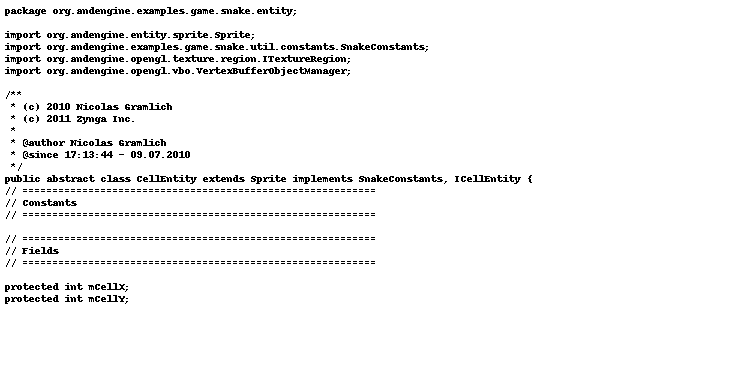 package org.andengine.examples.game.snake.entity;

import org.andengine.entity.sprite.Sprite;
import org.andengine.examples.game.snake.util.constants.SnakeConstants;
import org.andengine.opengl.texture.region.ITextureRegion;
import org.andengine.opengl.vbo.VertexBufferObjectManager;

/**
 * (c) 2010 Nicolas Gramlich
 * (c) 2011 Zynga Inc.
 *
 * @author Nicolas Gramlich
 * @since 17:13:44 - 09.07.2010
 */
public abstract class CellEntity extends Sprite implements SnakeConstants, ICellEntity {
// ===========================================================
// Constants
// ===========================================================

// ===========================================================
// Fields
// ===========================================================

protected int mCellX;
protected int mCellY;